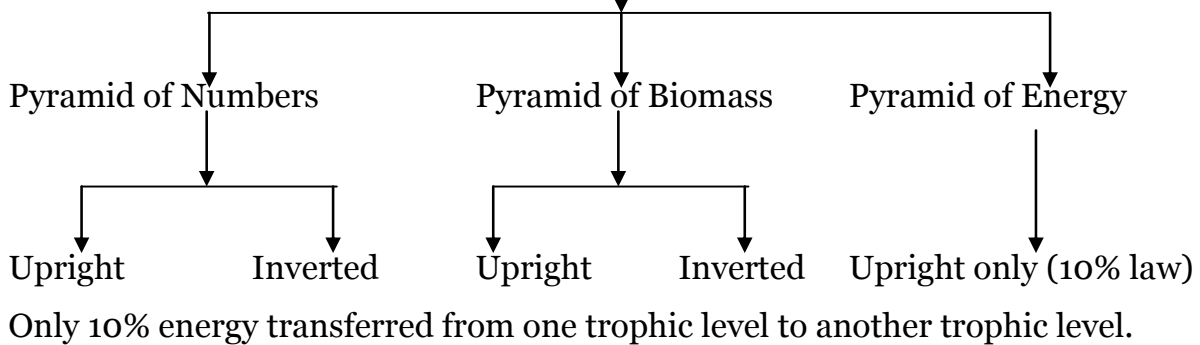 Pyramid of Numbers Pyramid of Biomass Pyramid of Energy
Upright Inverted Upright Inverted Upright only (10% law)
Only 10% energy transferred from one trophic level to another trophic level.